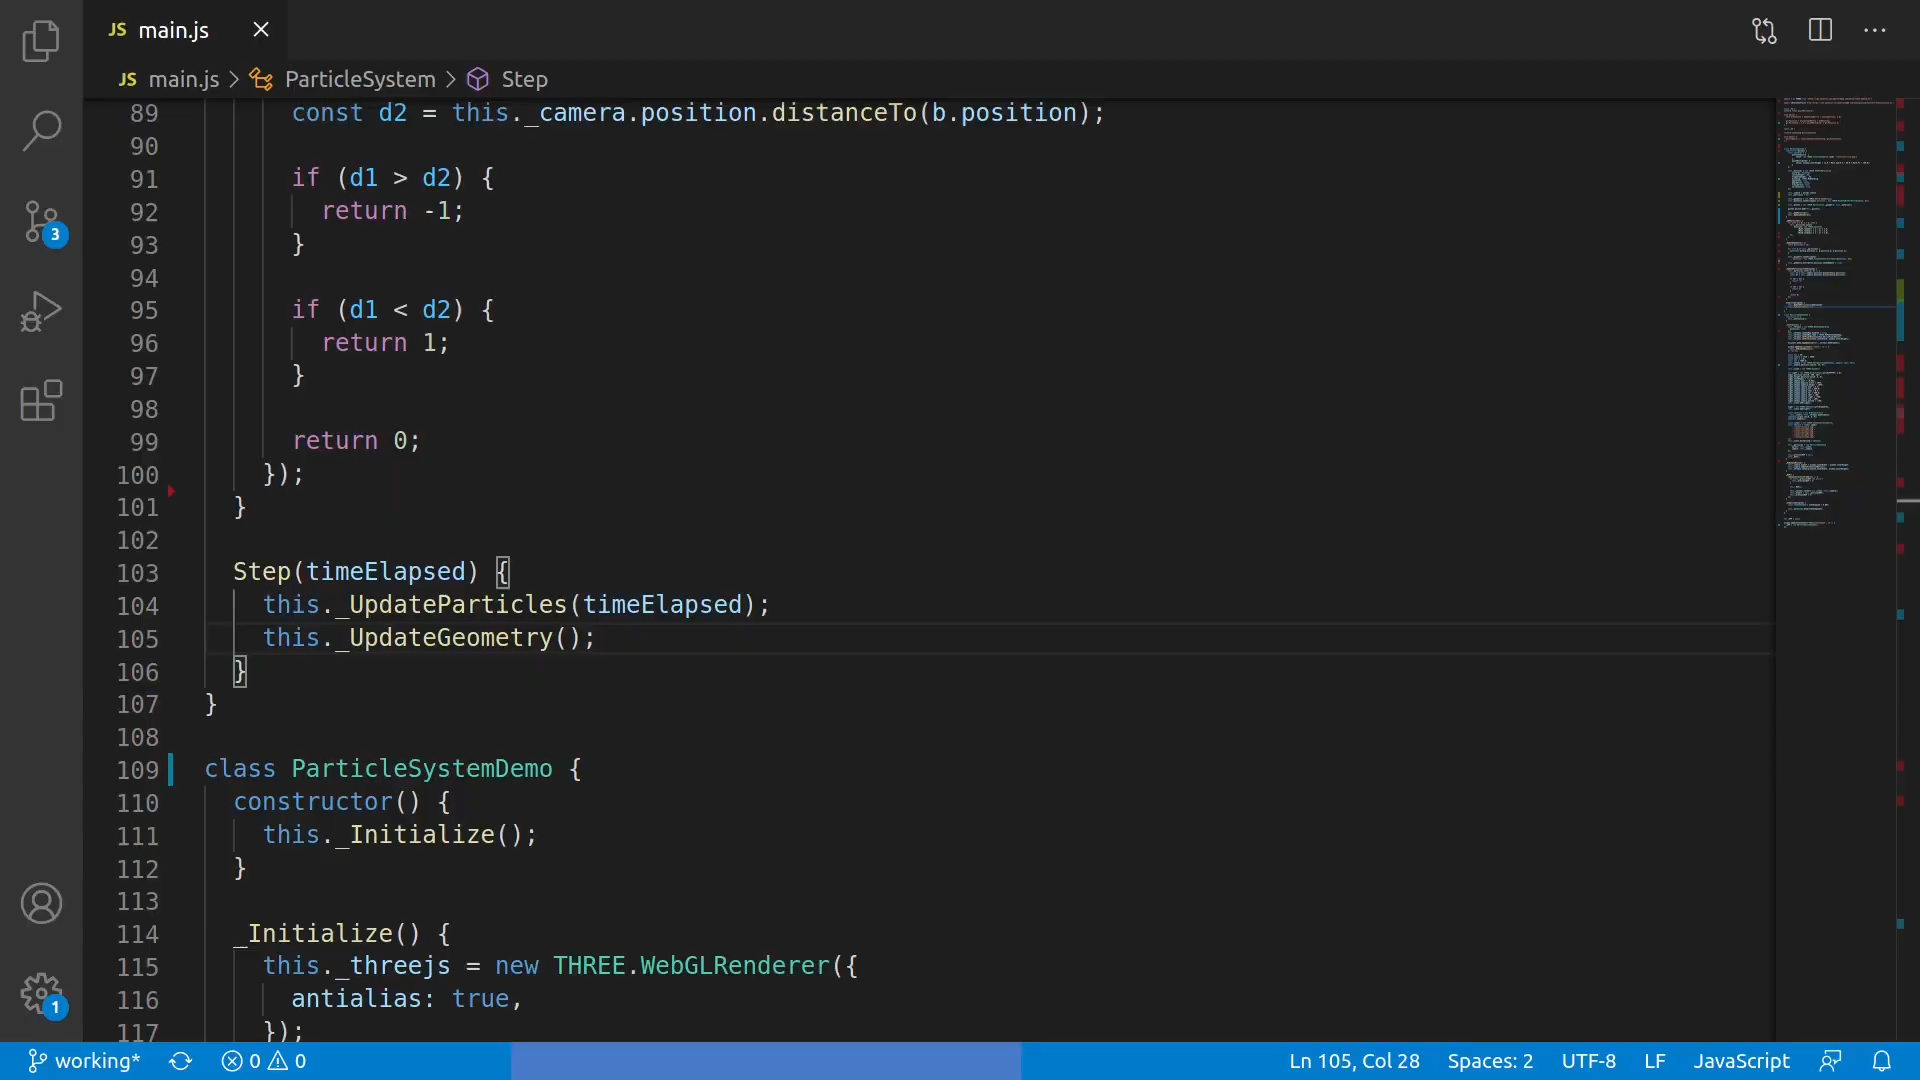 JS main.js
JS main.js > ParticleSystem > Step
89 const d2 = this._camera.position.distanceTo(b.position);
90
91 if (d1 > d2) {
92 return -1;
93 }
94
95 if (d1 < d2) {
96 return 1;
97 }
98
99 return 0;
100 });
101 }
102
103 Step(timeElapsed) {
104 this._UpdateParticles(timeElapsed);
105 this._UpdateGeometry();
106 }
107 }
108
109 class ParticleSystemDemo {
110 constructor() {
111 this._Initialize();
112 }
113
114 _Initialize() {
115 this._threejs = new THREE.WebGLRenderer({
116 antialias: true,
117 });
3
1
working* 0 0 Ln 105, Col 28 Spaces: 2 UTF-8 LF JavaScript